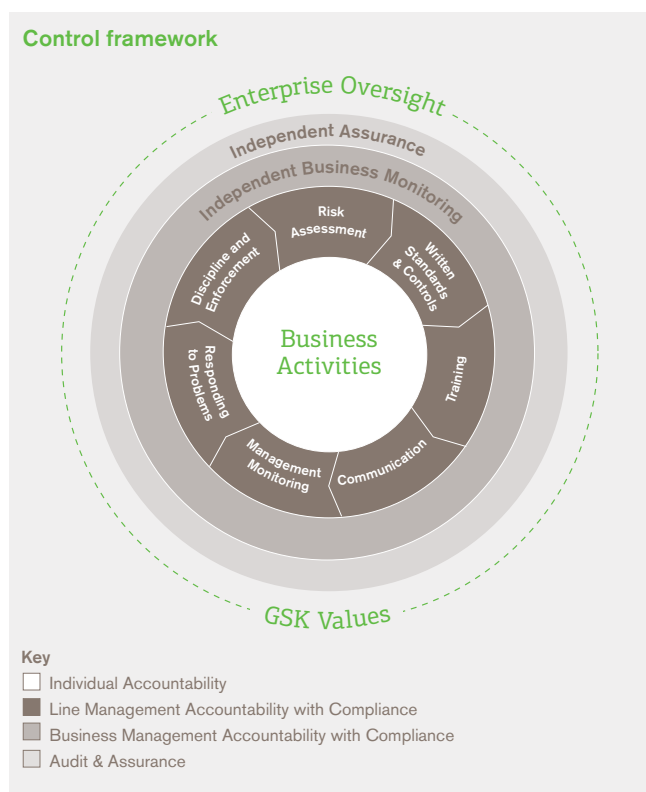 Control framework
Enterprise Oversight
Independent Assurance
Independent Business Monitoring
Risk
Assessment
Written
Standards
& Controls
Training
Communication
Management
Monitoring
Responding
to Problems
Discipline and
Enforcement
Business
Activities
GSK Values
Key
Individual Accountability
Line Management Accountability with Compliance
Business Management Accountability with Compliance
Audit & Assurance